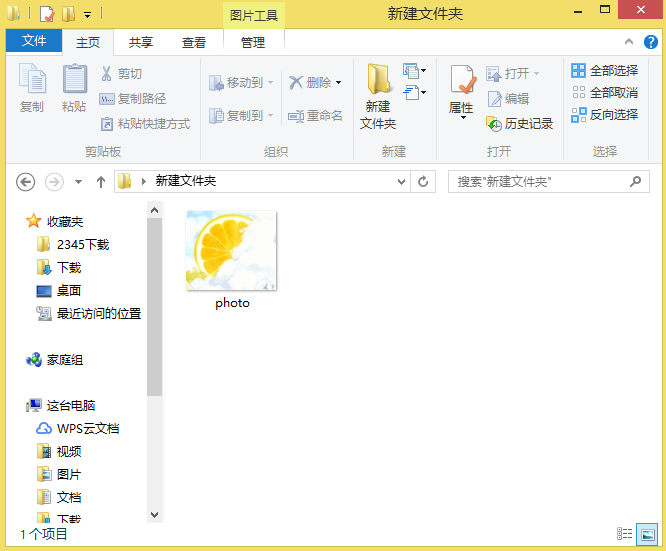 图片工具
新建文件夹
文件
主页
共享
查看
管理
复制
粘贴
剪切
复制路径
粘贴快捷方式
剪贴板
移动到
复制到
删除
重命名
组织
新建
文件夹
新建
属性
打开
编辑
历史记录
打开
全部选择
全部取消
反向选择
选择
新建文件夹
搜索"新建文件夹"
收藏夹
2345下载
下载
桌面
最近访问的位置
家庭组
这台电脑
WPS云文档
视频
图片
文档
下载
photo
1 个项目